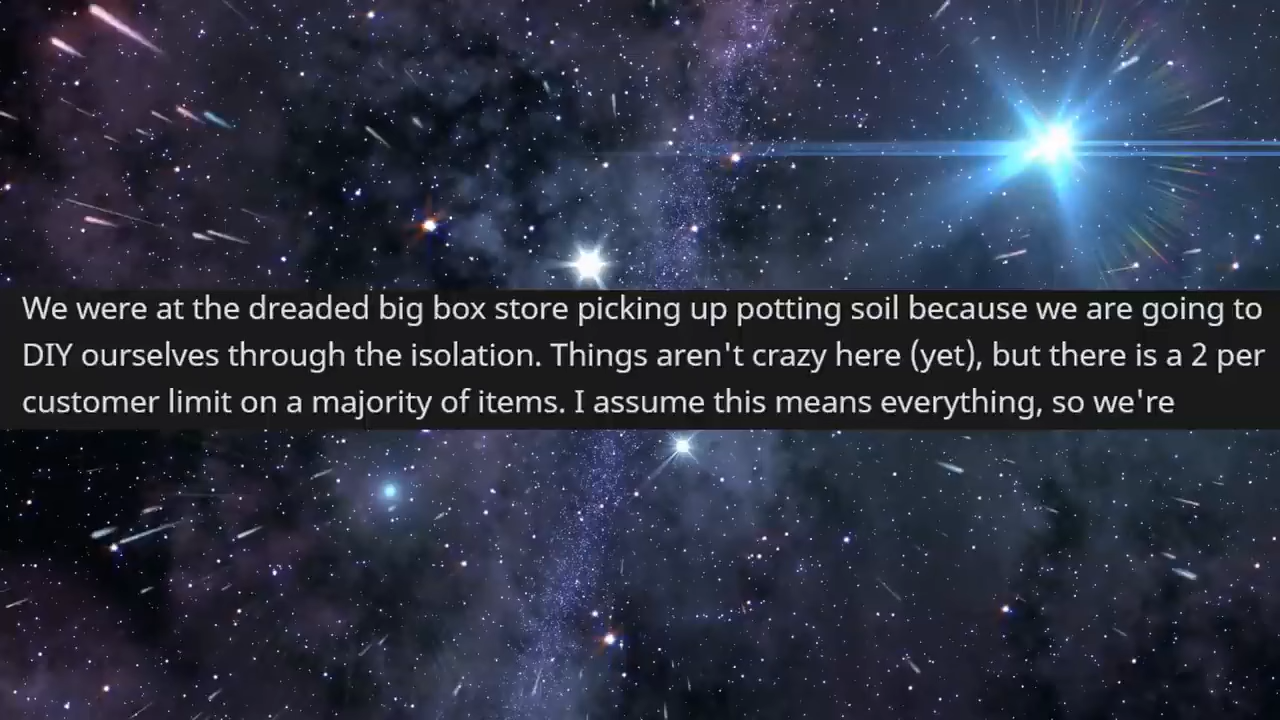 We were at the dreaded big box store picking up potting soil because we are going to
DIY ourselves through the isolation. Things aren't crazy here (yet), but there is a 2 per
customer limit on a majority of items. I assume this means everything, so we're